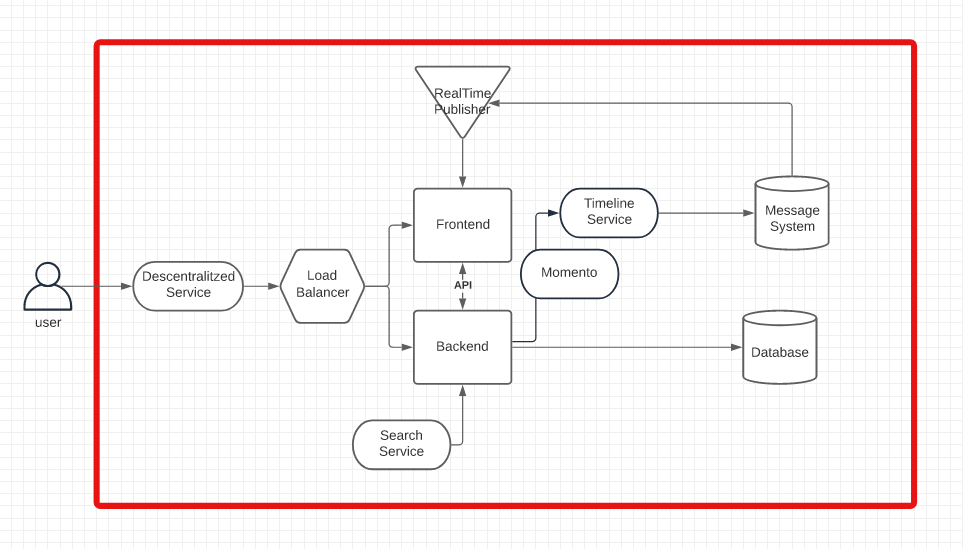 RealTime
Publisher
Timeline
Service
Message
System
Frontend
Descentralitzed
Service
Load
Balancer
Momento
API
user
Backend
Database
Search
Service